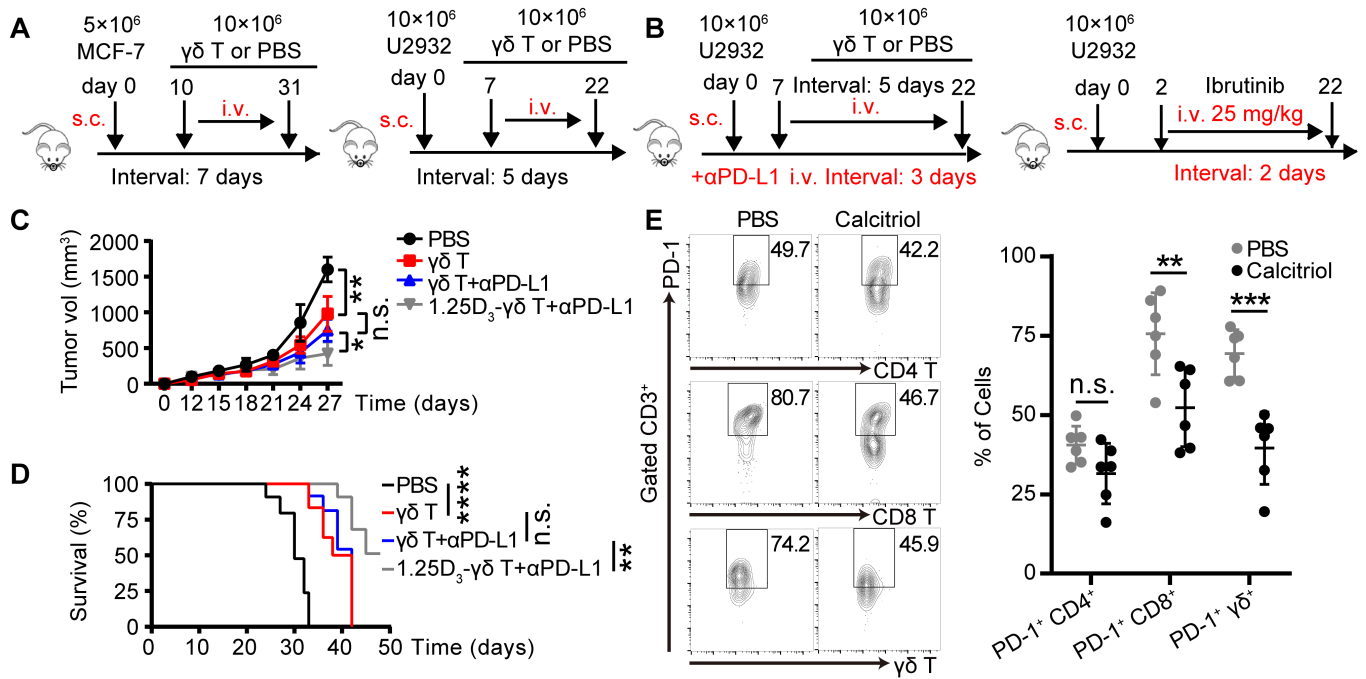 A
5×10⁶
MCF-7
day 0
s.c.
10×10⁶
γδ T or PBS
10
31
i.v.
Interval: 7 days
10×10⁶
U2932
day 0
s.c.
10×10⁶
γδ T or PBS
7
22
i.v.
Interval: 5 days
B
10×10⁶
U2932
day 0
s.c.
10×10⁶
γδ T or PBS
7
Interval: 5 days
22
i.v.
+αPD-L1 i.v. Interval: 3 days
10×10⁶
U2932
day 0
s.c.
2
Ibrutinib
22
i.v. 25 mg/kg
Interval: 2 days
C
Tumor vol (mm³)
2000
1500
1000
500
0
0 12 15 18 21 24 27
Time (days)
PBS
γδ T
γδ T+αPD-L1
1.25D₃-γδ T+αPD-L1
**
n.s.
*
D
Survival (%)
100
75
50
25
0
0 10 20 30 40 50
Time (days)
PBS
γδ T
γδ T+αPD-L1
1.25D₃-γδ T+αPD-L1
****
n.s.
**
E
PBS
Calcitriol
PD-1
Gated CD3⁺
49.7
42.2
CD4 T
80.7
46.7
CD8 T
74.2
45.9
γδ T
% of Cells
100
75
50
25
0
PBS
Calcitriol
n.s.
**
***
PD-1⁺ CD4⁺
PD-1⁺ CD8⁺
PD-1⁺ γδ⁺